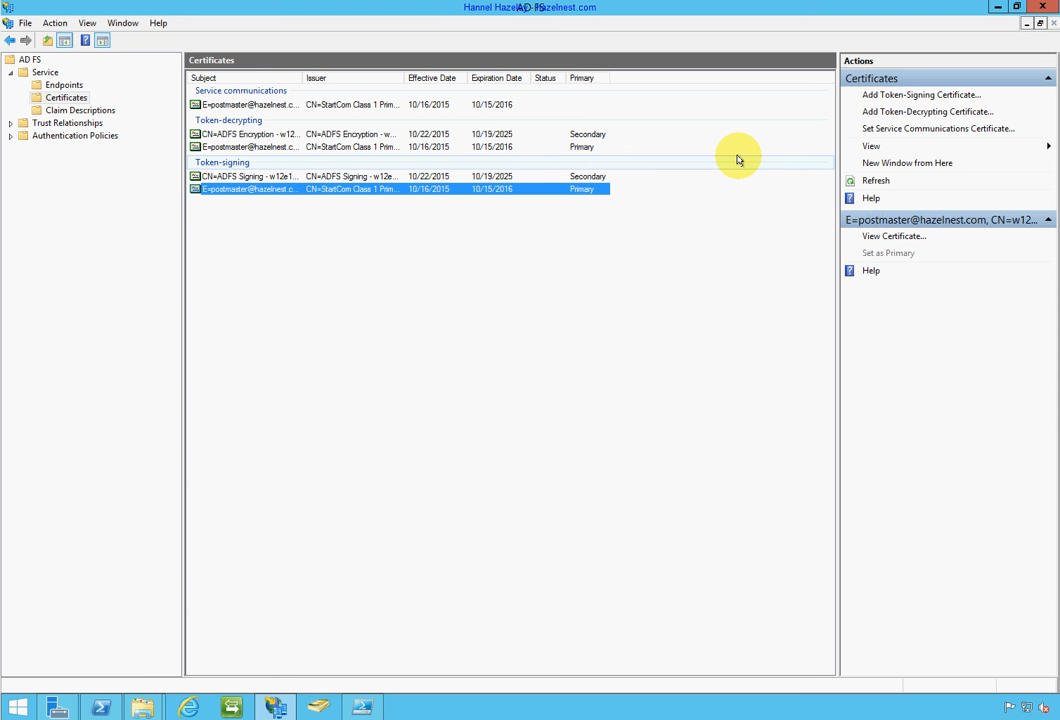 Hannel Hazeley - Hazelnest.com
AD FS
File Action View Window Help
AD FS
Service
Endpoints
Certificates
Claim Descriptions
Trust Relationships
Authentication Policies
Certificates
Subject Issuer Effective Date Expiration Date Status Primary
Service communications
E=postmaster@hazelnest.c... CN=StartCom Class 1 Prim... 10/16/2015 10/15/2016
Token-decrypting
CN=ADFS Encryption - w12... CN=ADFS Encryption - w... 10/22/2015 10/19/2025 Secondary
E=postmaster@hazelnest.c... CN=StartCom Class 1 Prim... 10/16/2015 10/15/2016 Primary
Token-signing
CN=ADFS Signing - w12e1... CN=ADFS Signing - w12e... 10/22/2015 10/19/2025 Secondary
E=postmaster@hazelnest.c... CN=StartCom Class 1 Prim... 10/16/2015 10/15/2016 Primary
Actions
Certificates
Add Token-Signing Certificate...
Add Token-Decrypting Certificate...
Set Service Communications Certificate...
View
New Window from Here
Refresh
Help
E=postmaster@hazelnest.com, CN=w12...
View Certificate...
Set as Primary
Help